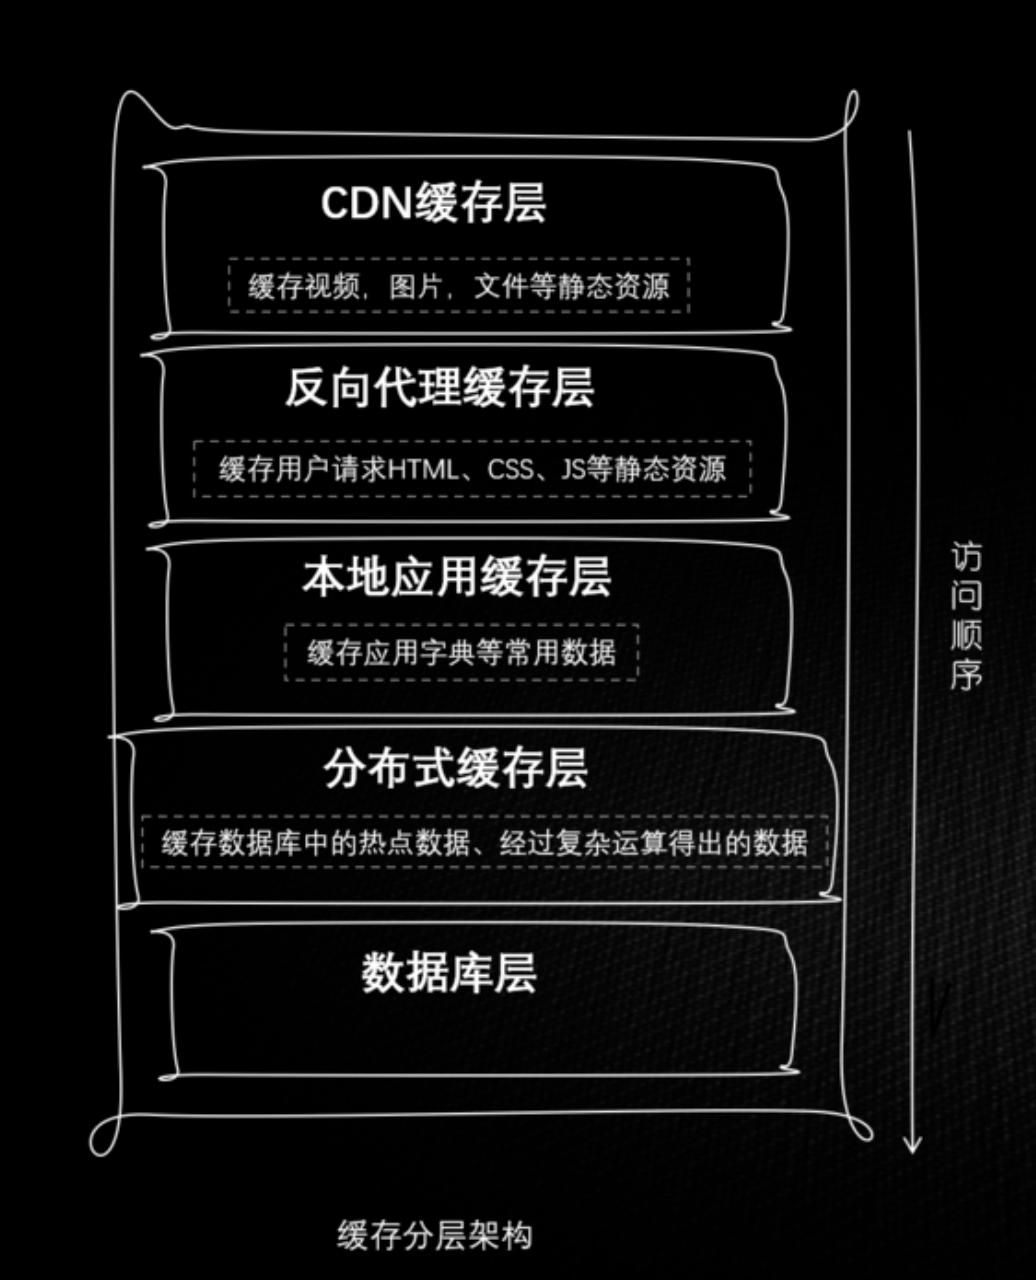 CDN缓存层
缓存视频，图片，文件等静态资源
反向代理缓存层
缓存用户请求HTML、CSS、JS等静态资源
本地应用缓存层
缓存应用字典等常用数据
分布式缓存层
缓存数据库中的热点数据、经过复杂运算得出的数据
数据库层
访问顺序
缓存分层架构